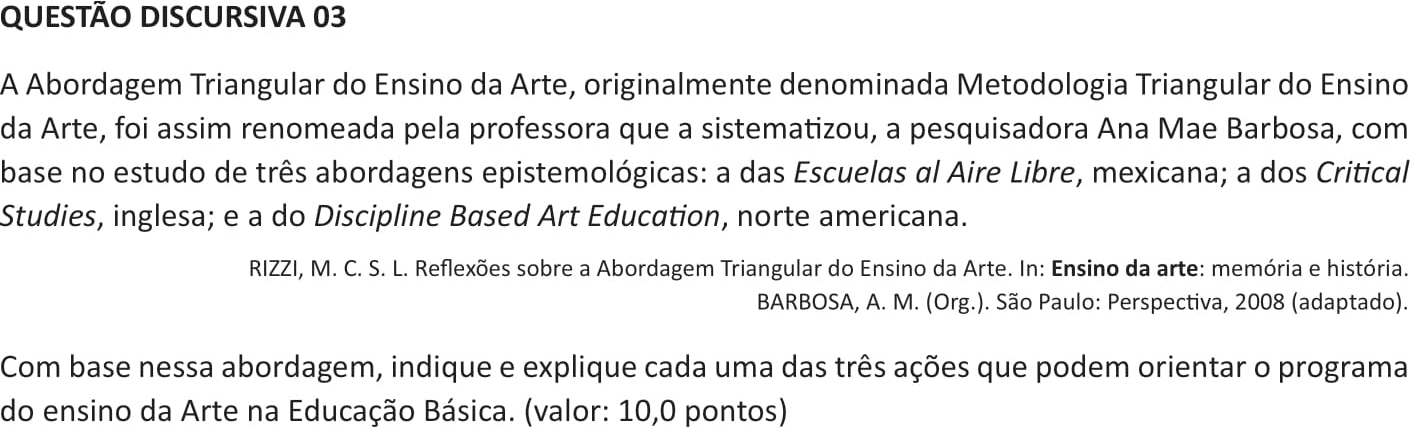 QUESTÃO DISCURSIVA 03
A Abordagem Triangular do Ensino da Arte, originalmente denominada Metodologia Triangular do Ensino
da Arte, foi assim renomeada pela professora que a sistematizou, a pesquisadora Ana Mae Barbosa, com
base no estudo de três abordagens epistemológicas: a das Escuelas al Aire Libre, mexicana; a dos Critical
Studies, inglesa; e a do Discipline Based Art Education, norte americana.
RIZZI, M. C. S. L. Reflexões sobre a Abordagem Triangular do Ensino da Arte. In: Ensino da arte: memória e história.
BARBOSA, A. M. (Org.). São Paulo: Perspectiva, 2008 (adaptado).
Com base nessa abordagem, indique e explique cada uma das três ações que podem orientar o programa
do ensino da Arte na Educação Básica. (valor: 10,0 pontos)